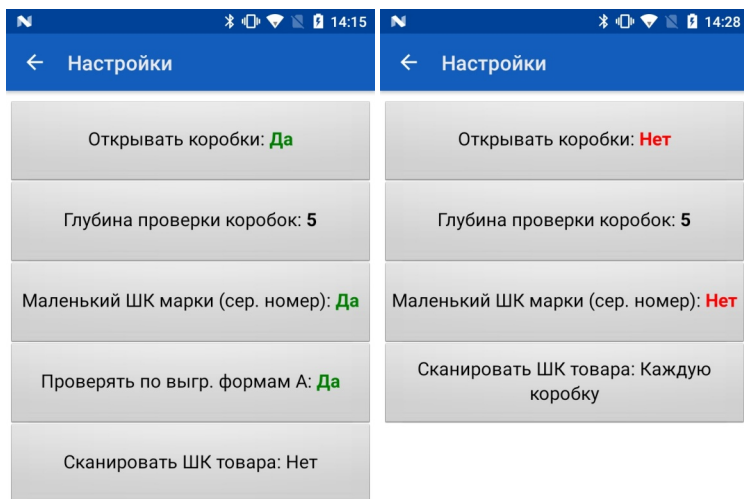 14:15
Настройки
Открывать коробки: Да
Глубина проверки коробок: 5
Маленький ШК марки (сер. номер): Да
Проверять по выгр. формам А: Да
Сканировать ШК товара: Нет
14:28
Настройки
Открывать коробки: Нет
Глубина проверки коробок: 5
Маленький ШК марки (сер. номер): Нет
Сканировать ШК товара: Каждую
коробку